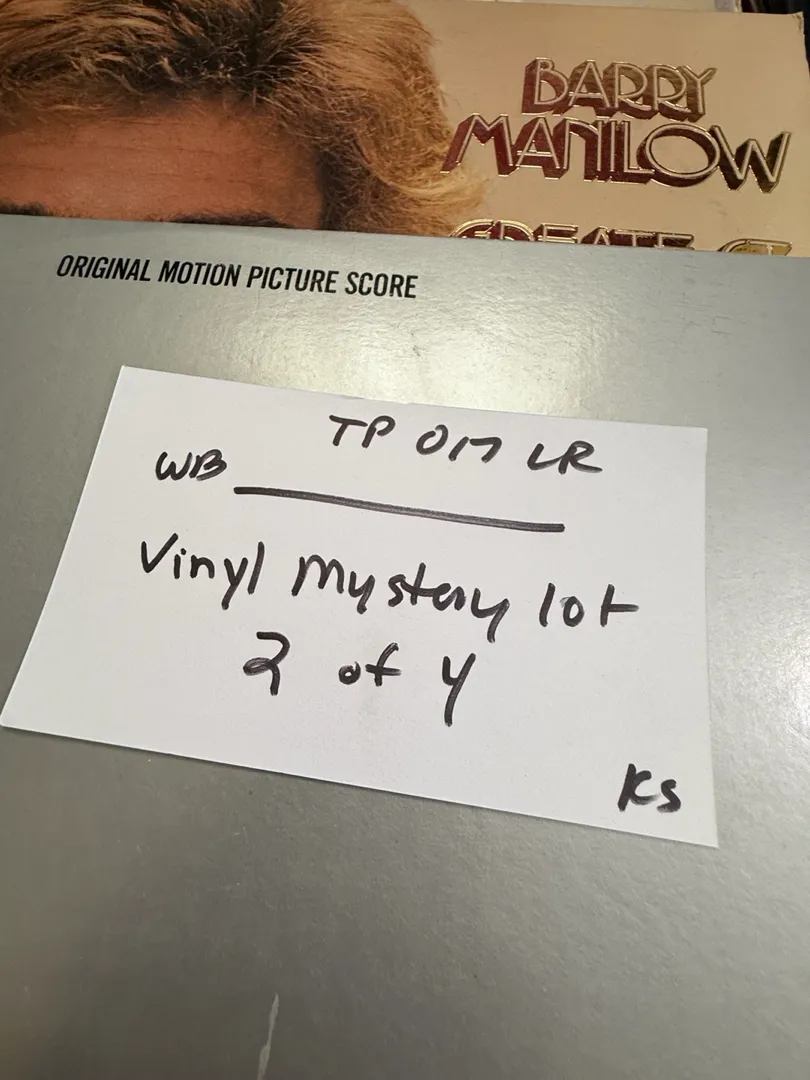 BARRY
MANILOW
ORIGINAL MOTION PICTURE SCORE
TP 017 LR
WB
Vinyl Mystery lot
2 of 4
KS